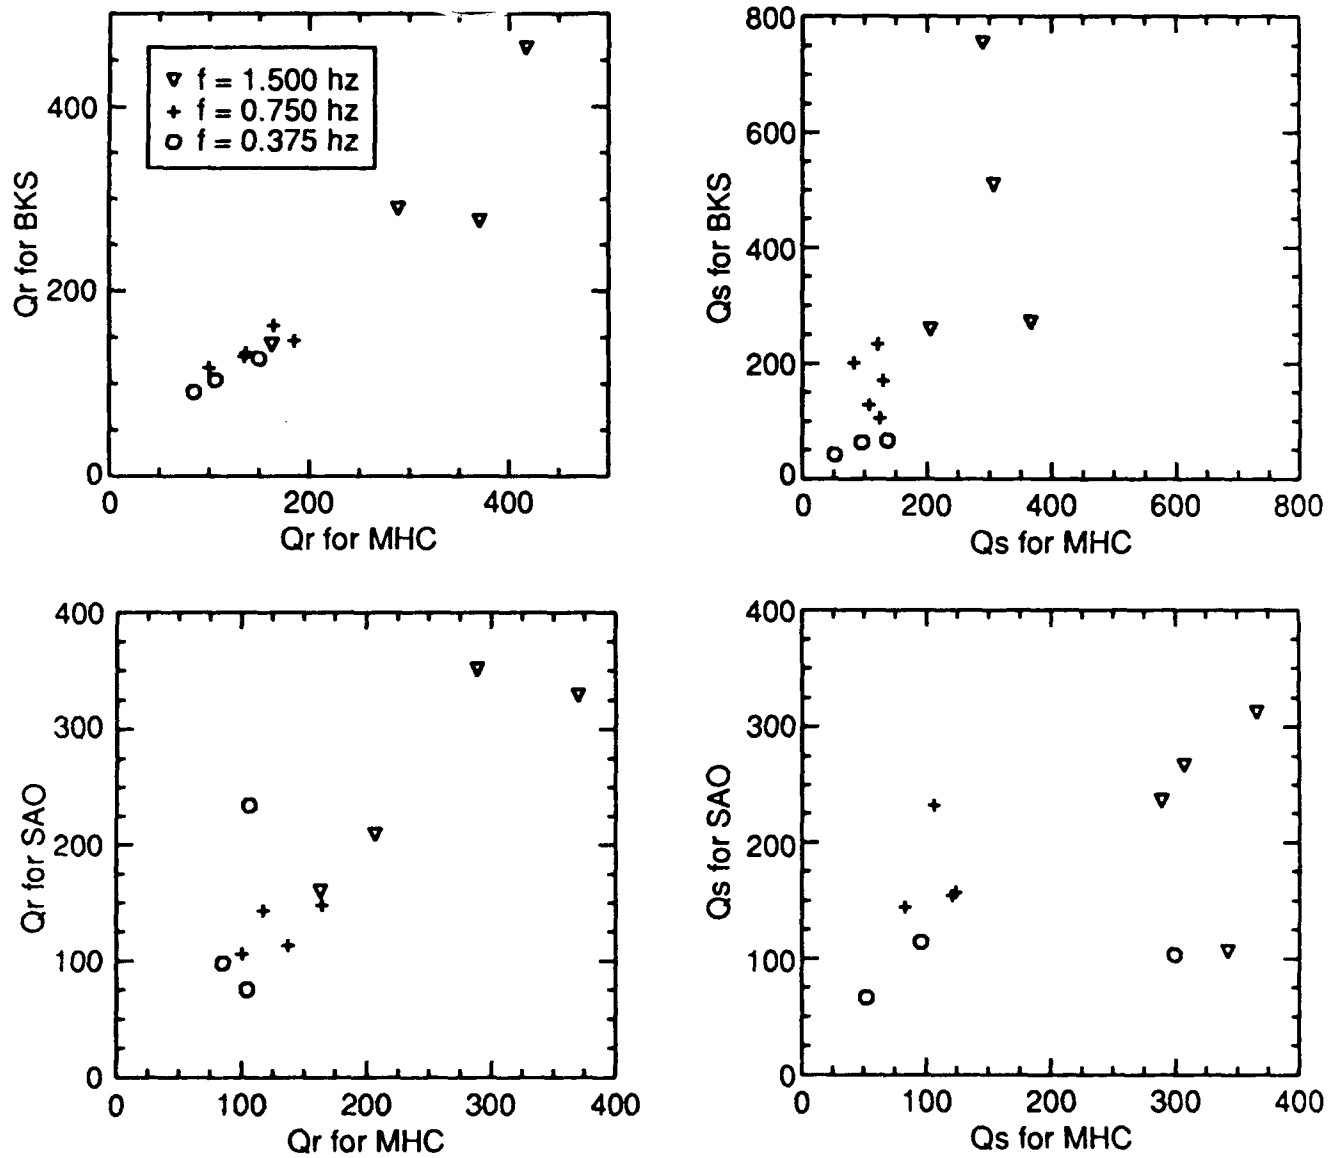 Qr for BKS
400
200
0
f = 1.500 hz
f = 0.750 hz
f = 0.375 hz
0 200 400
Qr for MHC
Qs for BKS
800
600
400
200
0
0 200 400 600 800
Qs for MHC
Qr for SAO
400
300
200
100
0
0 100 200 300 400
Qr for MHC
Qs for SAO
400
300
200
100
0
0 100 200 300 400
Qs for MHC